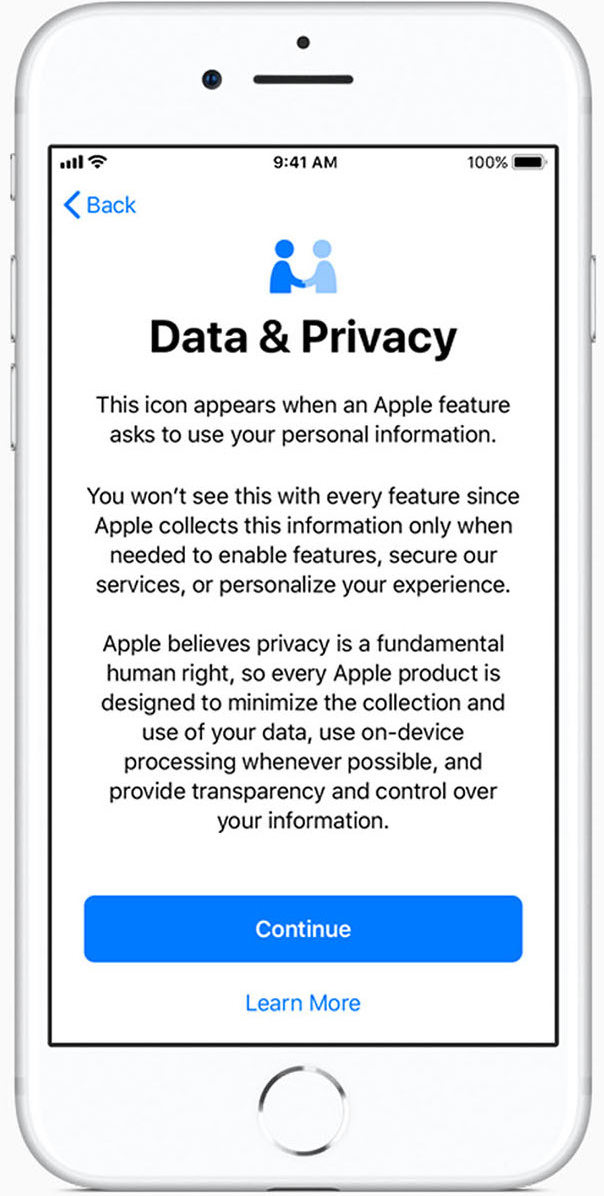 9:41 AM
100%
Back
Data & Privacy
This icon appears when an Apple feature
asks to use your personal information.
You won’t see this with every feature since
Apple collects this information only when
needed to enable features, secure our
services, or personalize your experience.
Apple believes privacy is a fundamental
human right, so every Apple product is
designed to minimize the collection and
use of your data, use on-device
processing whenever possible, and
provide transparency and control over
your information.
Continue
Learn More